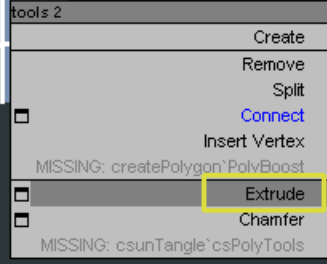 tools 2
Create
Remove
Split
Connect
Insert Vertex
MISSING: createPolygon`PolyBoost
Extrude
Chamfer
MISSING: csunTangle`csPolyTools